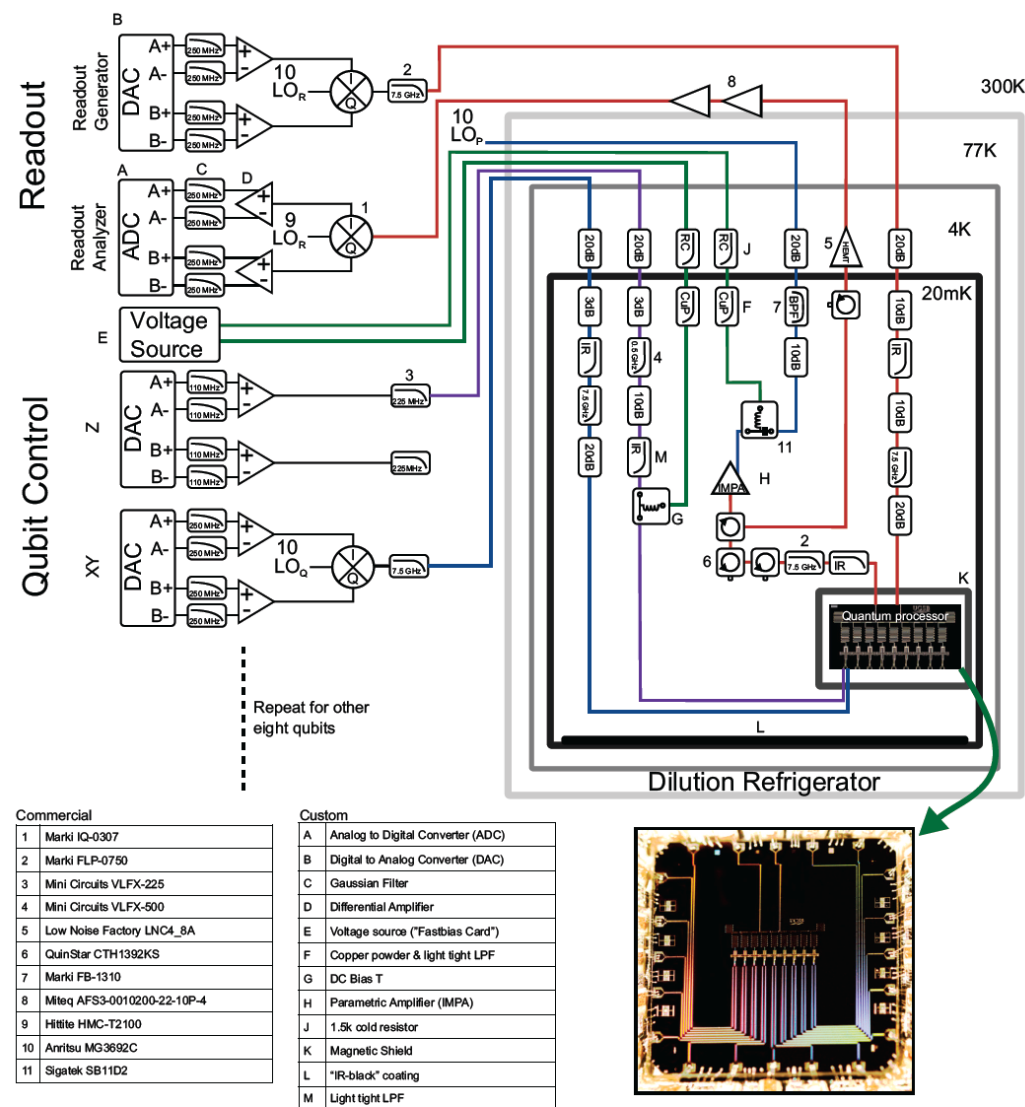 Readout
Readout
Generator
B
DAC
A+
A-
B+
B-
250 MHz
250 MHz
250 MHz
250 MHz
+
-
+
-
10
LOR
I
Q
2
7.5 GHz
8
300K
Readout
Analyzer
A
ADC
A+
A-
B+
B-
C
250 MHz
250 MHz
250 MHz
250 MHz
D
+
-
+
-
9
LOR
I
Q
1
10
LOP
77K
4K
20mK
E
Voltage
Source
Qubit Control
Z
DAC
A+
A-
B+
B-
110 MHz
110 MHz
110 MHz
110 MHz
+
-
+
-
3
225 MHz
225 MHz
XY
DAC
A+
A-
B+
B-
250 MHz
250 MHz
250 MHz
250 MHz
+
-
+
-
10
LOQ
I
Q
7.5 GHz
Repeat for other
eight qubits
20dB
3dB
IR
7.5 GHz
20dB
20dB
3dB
0.5 GHz
4
10dB
IR
M
G
RC
CuP
RC
J
CuP
F
20dB
7
BPF
10dB
11
5
HEMT
IMPA
H
6
2
7.5 GHz
IR
20dB
10dB
IR
10dB
7.5 GHz
20dB
K
Quantum processor
L
Dilution Refrigerator
Commercial
1 Marki IQ-0307
2 Marki FLP-0750
3 Mini Circuits VLFX-225
4 Mini Circuits VLFX-500
5 Low Noise Factory LNC4_8A
6 QuinStar CTH1392KS
7 Marki FB-1310
8 Miteq AFS3-0010200-22-10P-4
9 Hittite HMC-T2100
10 Anritsu MG3692C
11 Sigatek SB11D2
Custom
A Analog to Digital Converter (ADC)
B Digital to Analog Converter (DAC)
C Gaussian Filter
D Differential Amplifier
E Voltage source ("Fastbias Card")
F Copper powder & light tight LPF
G DC Bias T
H Parametric Amplifier (IMPA)
J 1.5k cold resistor
K Magnetic Shield
L "IR-black" coating
M Light tight LPF